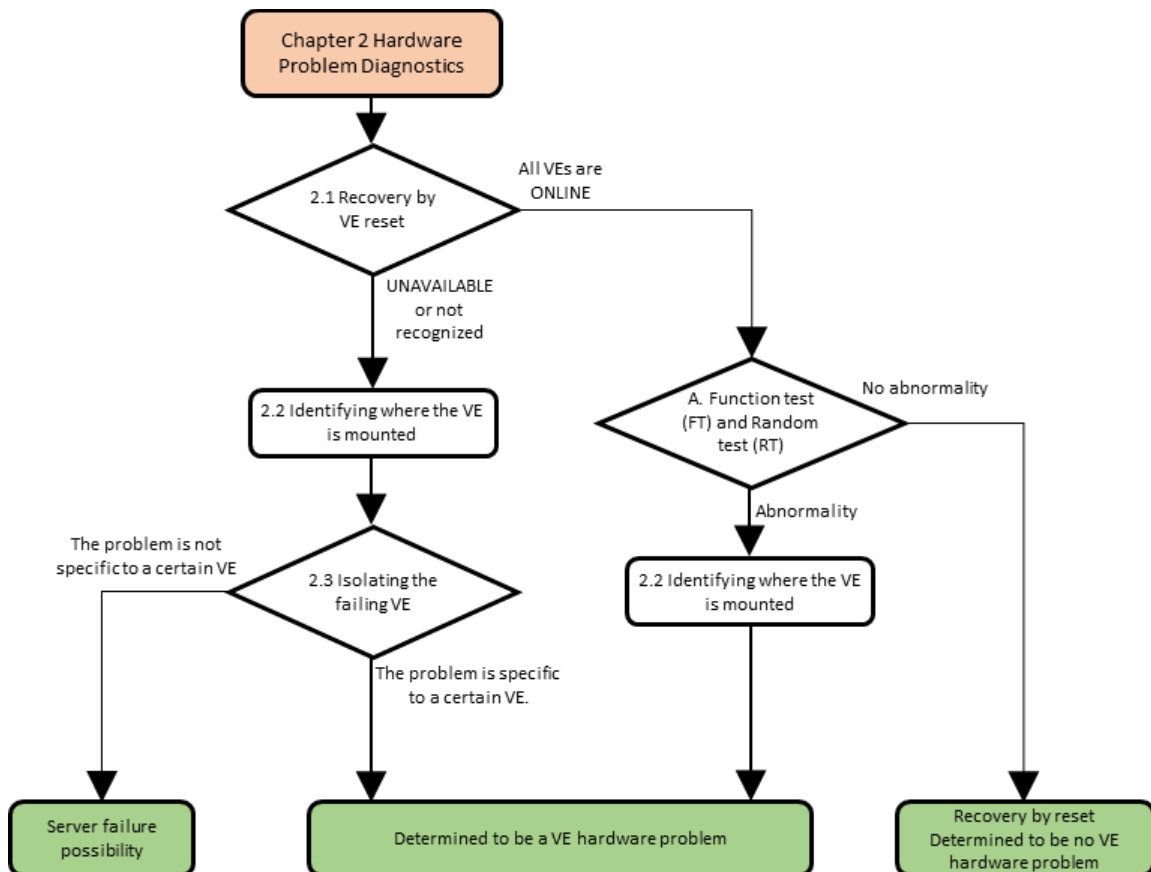 Chapter 2 Hardware
Problem Diagnostics
All VEs are
ONLINE
2.1 Recovery by
VE reset
UNAVAILABLE
or not
recognized
No abnormality
A. Function test
(FT) and Random
test (RT)
2.2 Identifying where the VE
is mounted
Abnormality
The problem is not
specific to a certain VE
2.3 Isolating the
failing VE
2.2 Identifying where the VE
is mounted
The problem is specific
to a certain VE.
Server failure
possibility
Determined to be a VE hardware problem
Recovery by reset
Determined to be no VE
hardware problem